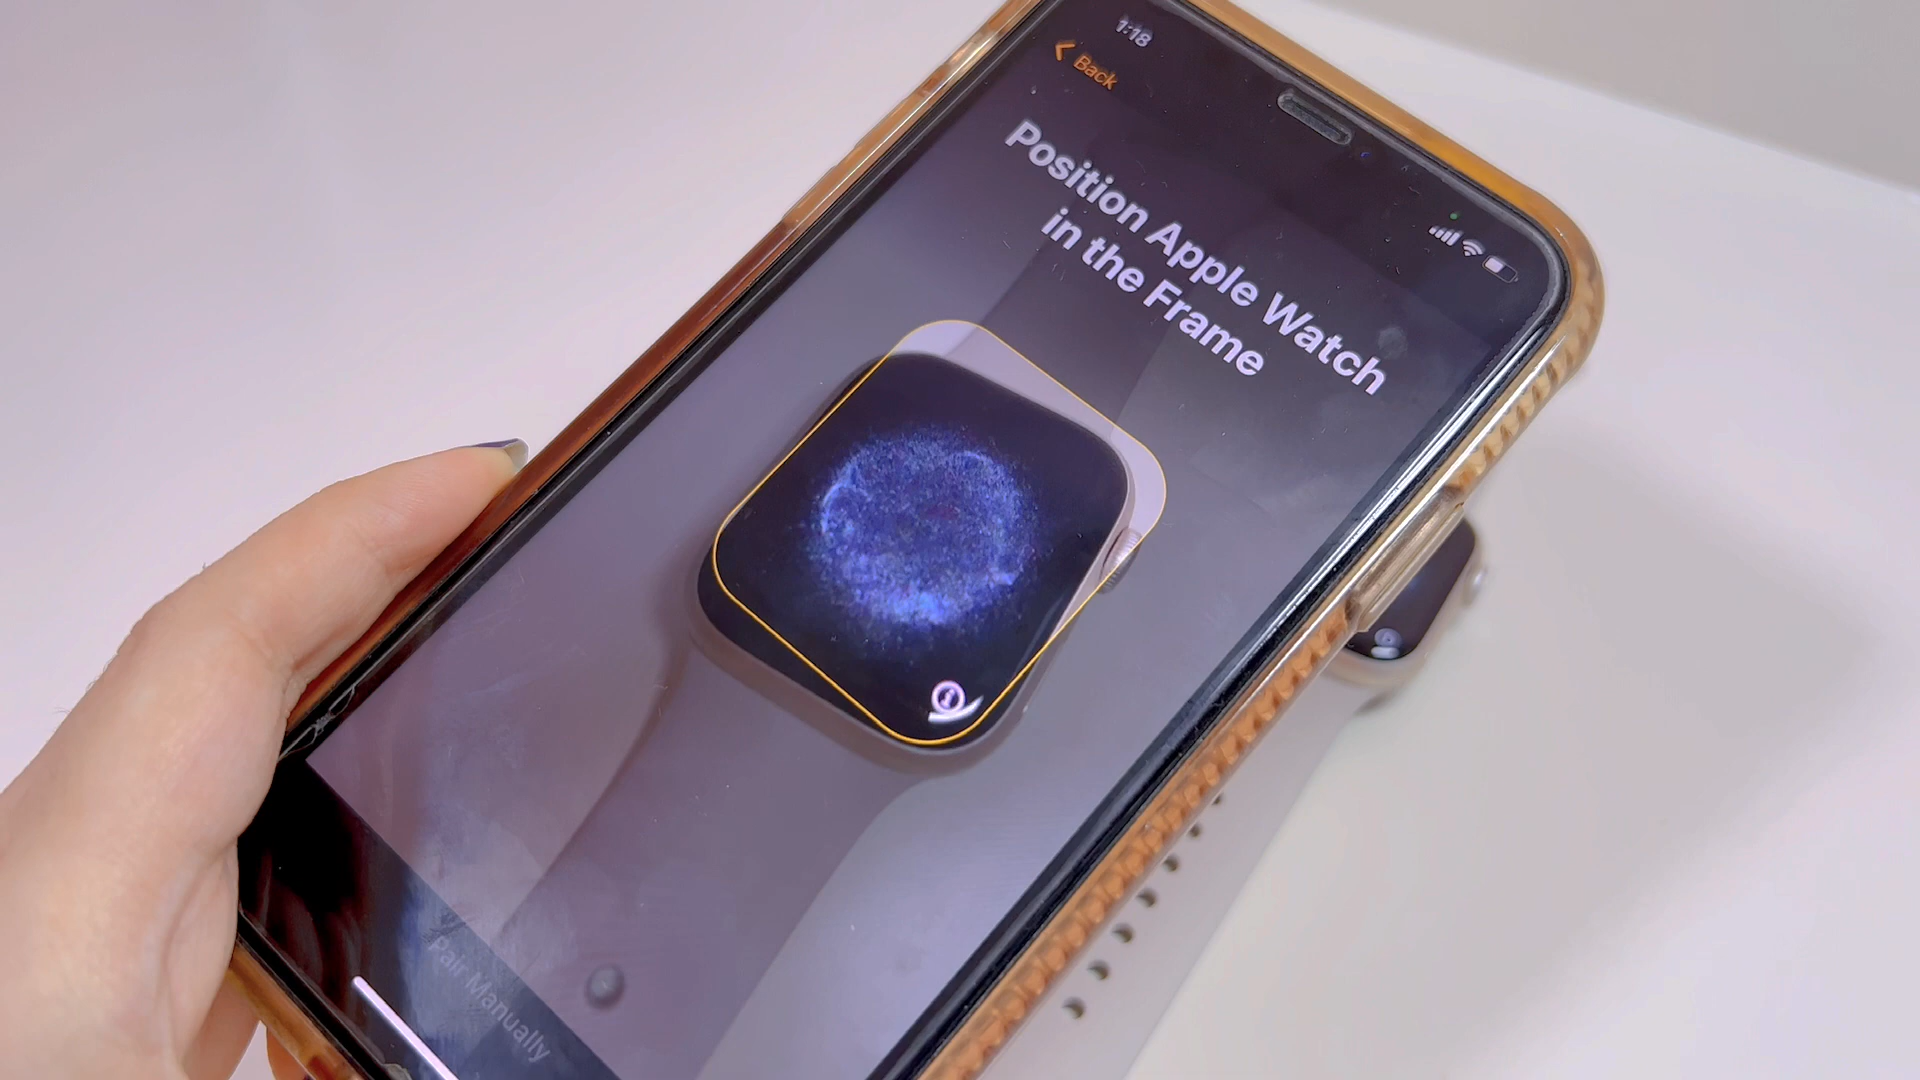 1:18
Back
Position Apple Watch
in the Frame
i
Pair Manually